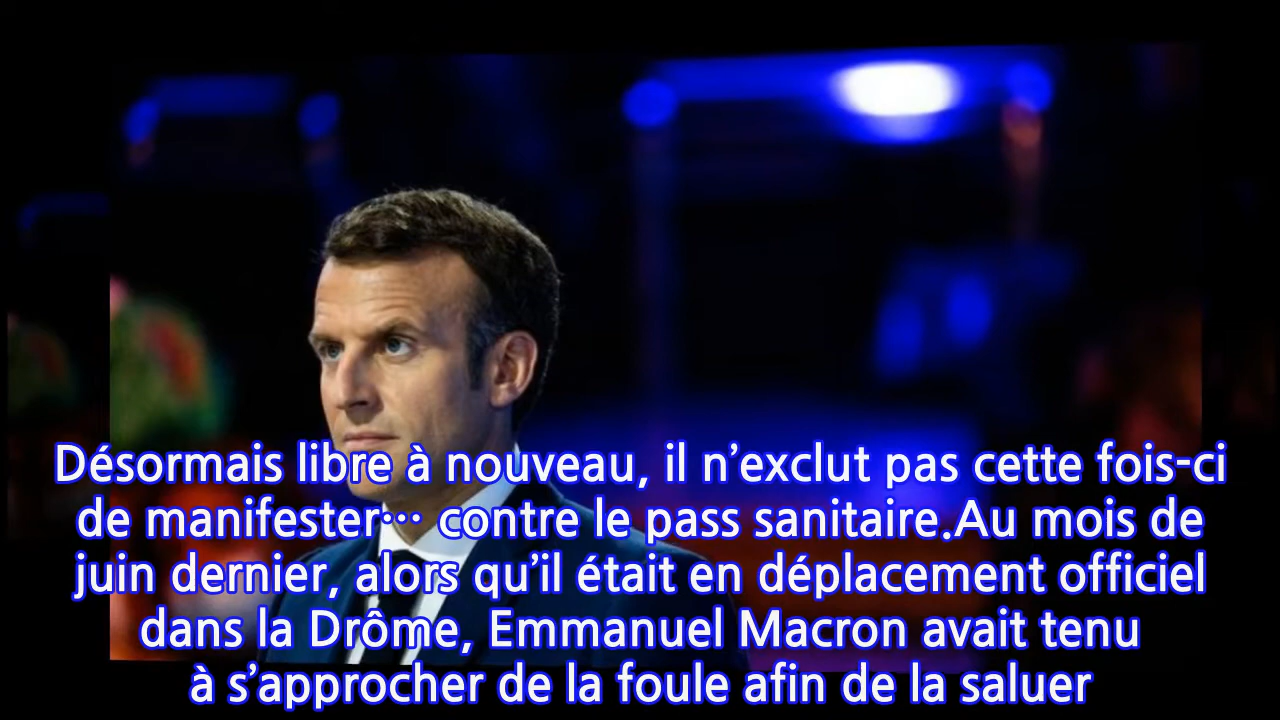 Désormais libre à nouveau, il n’exclut pas cette fois-ci
de manifester… contre le pass sanitaire.Au mois de
juin dernier, alors qu’il était en déplacement officiel
dans la Drôme, Emmanuel Macron avait tenu
à s’approcher de la foule afin de la saluer